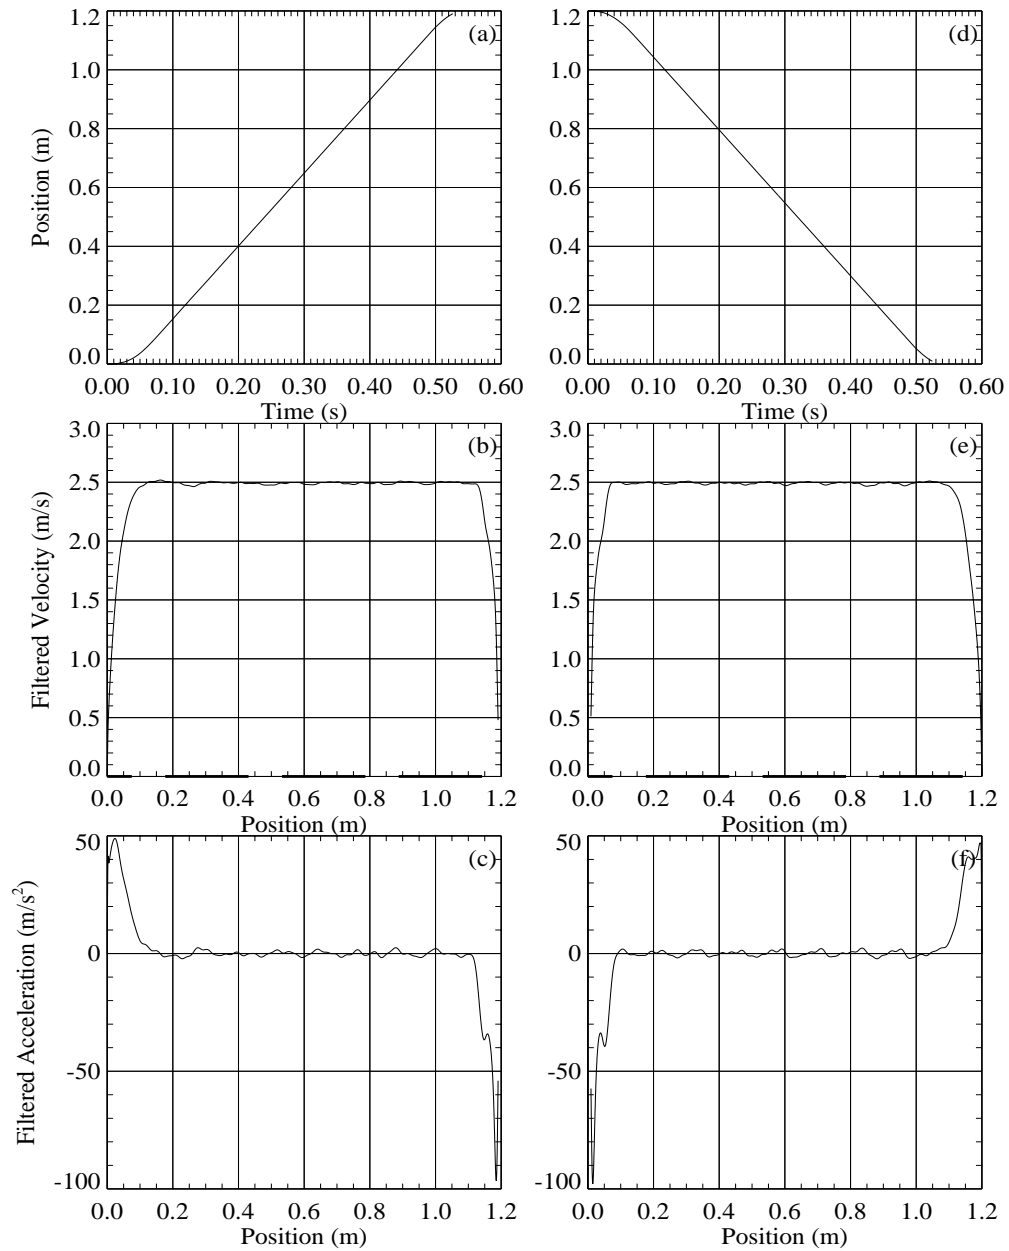 1.2 (a)
1.0
0.8
0.6
0.4
0.2
0.0
Position (m)
0.00 0.10 0.20 0.30 0.40 0.50 0.60
Time (s)
(d)
1.2
1.0
0.8
0.6
0.4
0.2
0.0
0.00 0.10 0.20 0.30 0.40 0.50 0.60
Time (s)
3.0 (b)
2.5
2.0
1.5
1.0
0.5
0.0
Filtered Velocity (m/s)
0.0 0.2 0.4 0.6 0.8 1.0 1.2
Position (m)
3.0 (e)
2.5
2.0
1.5
1.0
0.5
0.0
0.0 0.2 0.4 0.6 0.8 1.0 1.2
Position (m)
50 (c)
0
-50
-100
Filtered Acceleration (m/s²)
0.0 0.2 0.4 0.6 0.8 1.0 1.2
Position (m)
50 (f)
0
-50
-100
0.0 0.2 0.4 0.6 0.8 1.0 1.2
Position (m)